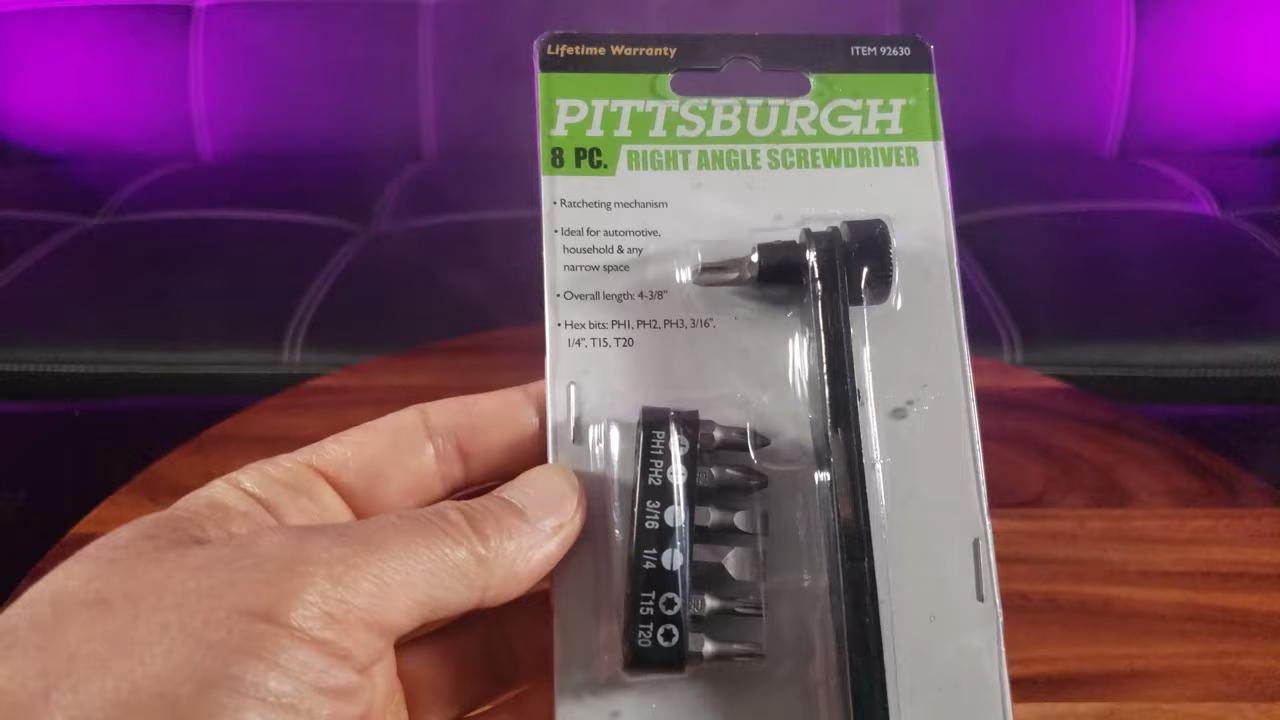 Lifetime Warranty
ITEM 92630
PITTSBURGH®
8 PC. RIGHT ANGLE SCREWDRIVER
• Ratcheting mechanism
• Ideal for automotive,
household & any
narrow space
• Overall length: 4-3/8"
• Hex bits: PH1, PH2, PH3, 3/16",
1/4", T15, T20
PH1
PH2
3/16
1/4
T15
T20